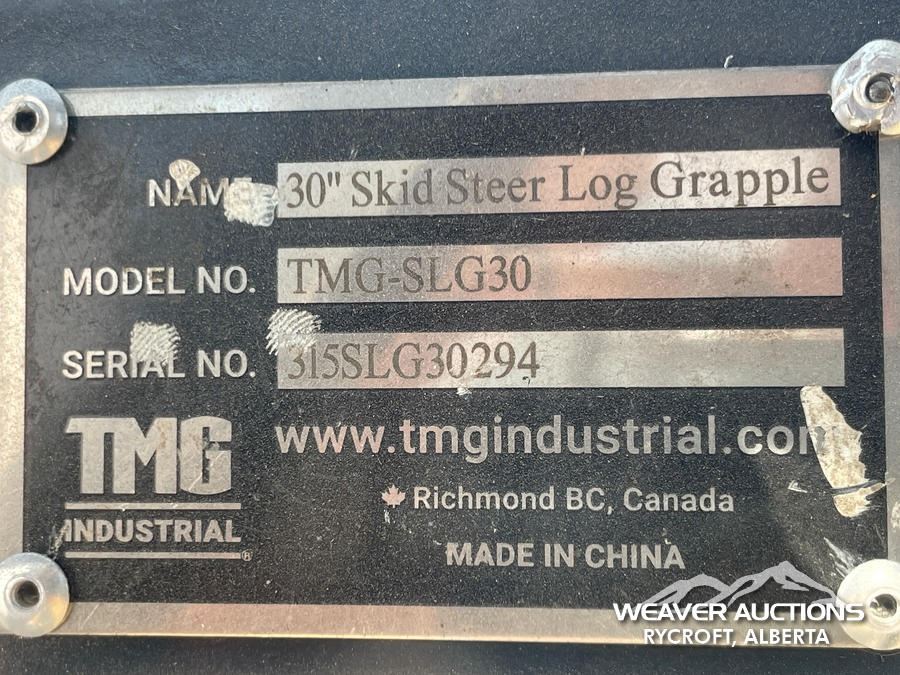 NAME 30" Skid Steer Log Grapple
MODEL NO. TMG-SLG30
SERIAL NO. 315SLG30294
TMG
INDUSTRIAL®
www.tmgindustrial.com
Richmond BC, Canada
MADE IN CHINA
WEAVER AUCTIONS
RYCROFT, ALBERTA